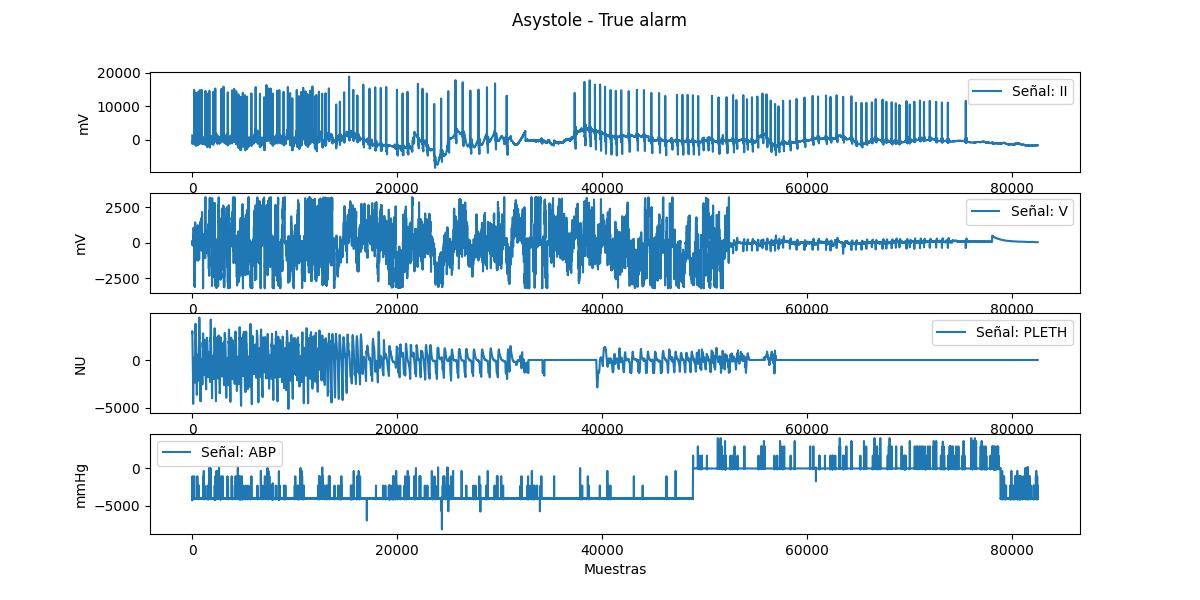 Asystole - True alarm
20000
10000
0
mV
Señal: II
0 20000 40000 60000 80000
2500
0
−2500
mV
Señal: V
0 20000 40000 60000 80000
0
−5000
NU
Señal: PLETH
0 20000 40000 60000 80000
0
−5000
mmHg
Señal: ABP
0 20000 40000 60000 80000
Muestras